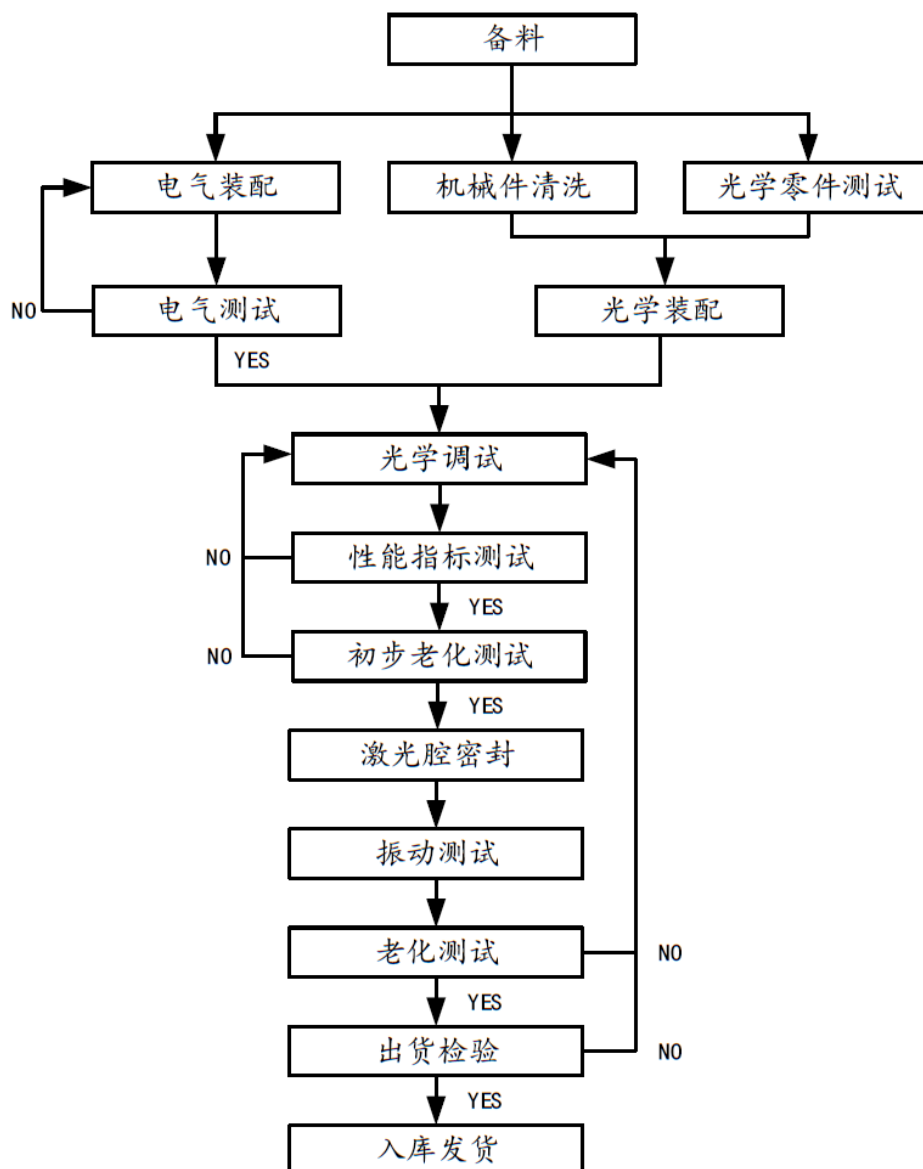 备料
电气装配
机械件清洗
光学零件测试
NO
电气测试
光学装配
YES
光学调试
NO
性能指标测试
YES
NO
初步老化测试
YES
激光腔密封
振动测试
老化测试
NO
YES
出货检验
NO
YES
入库发货